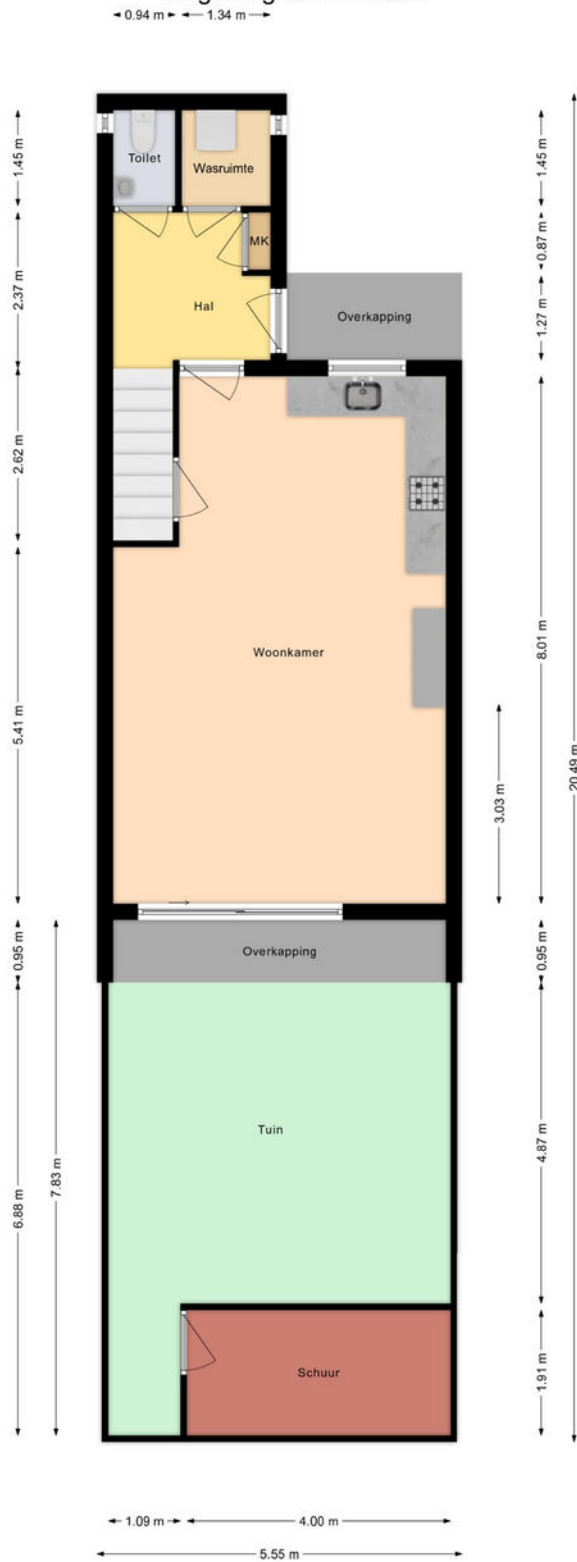 0.94 m 1.34 m
1.45 m
Toilet
Wasruimte
1.45 m
2.37 m
MK
0.87 m
Hal
Overkapping
1.27 m
2.62 m
5.41 m
Woonkamer
8.01 m
3.03 m
20.49 m
0.95 m
Overkapping
0.95 m
6.88 m
7.83 m
Tuin
4.87 m
Schuur
1.91 m
1.09 m 4.00 m
5.55 m